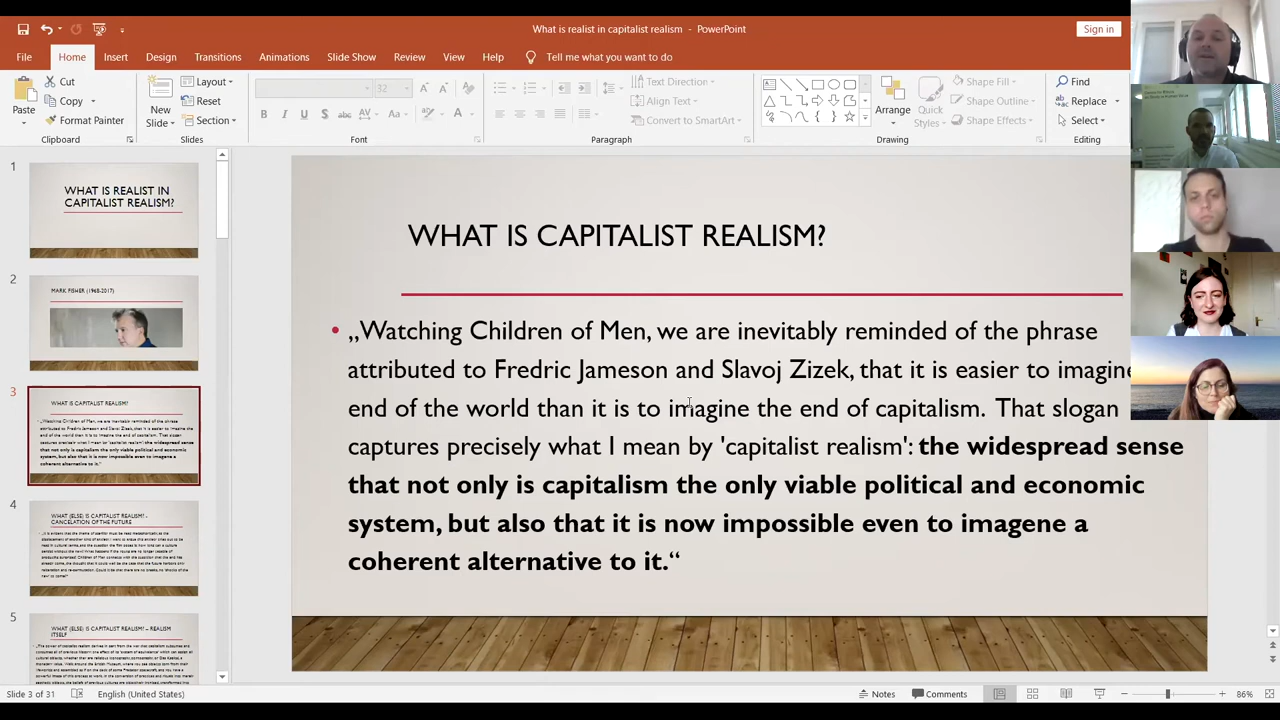 What is realist in capitalist realism - PowerPoint
Sign in
File Home Insert Design Transitions Animations Slide Show Review View Help Tell me what you want to do
Paste
Cut
Copy
Format Painter
Clipboard
New Slide
Layout
Reset
Section
Slides
32
Font
Text Direction
Align Text
Convert to SmartArt
Paragraph
Arrange
Quick Styles
Shape Fill
Shape Outline
Shape Effects
Drawing
Find
Replace
Select
Editing
1
WHAT IS REALIST IN
CAPITALIST REALISM?
2
MARK FISHER (1968-2017)
3
WHAT IS CAPITALIST REALISM?
4
WHAT (ELSE) IS CAPITALIST REALISM? -
CANCELATION OF THE FUTURE
5
WHAT (ELSE) IS CAPITALIST REALISM? – REALISM
ITSELF
WHAT IS CAPITALIST REALISM?
• „Watching Children of Men, we are inevitably reminded of the phrase
attributed to Fredric Jameson and Slavoj Zizek, that it is easier to imagine
end of the world than it is to imagine the end of capitalism. That slogan
captures precisely what I mean by 'capitalist realism': the widespread sense
that not only is capitalism the only viable political and economic
system, but also that it is now impossible even to imagene a
coherent alternative to it.“
Slide 3 of 31
English (United States)
Notes
Comments
86%